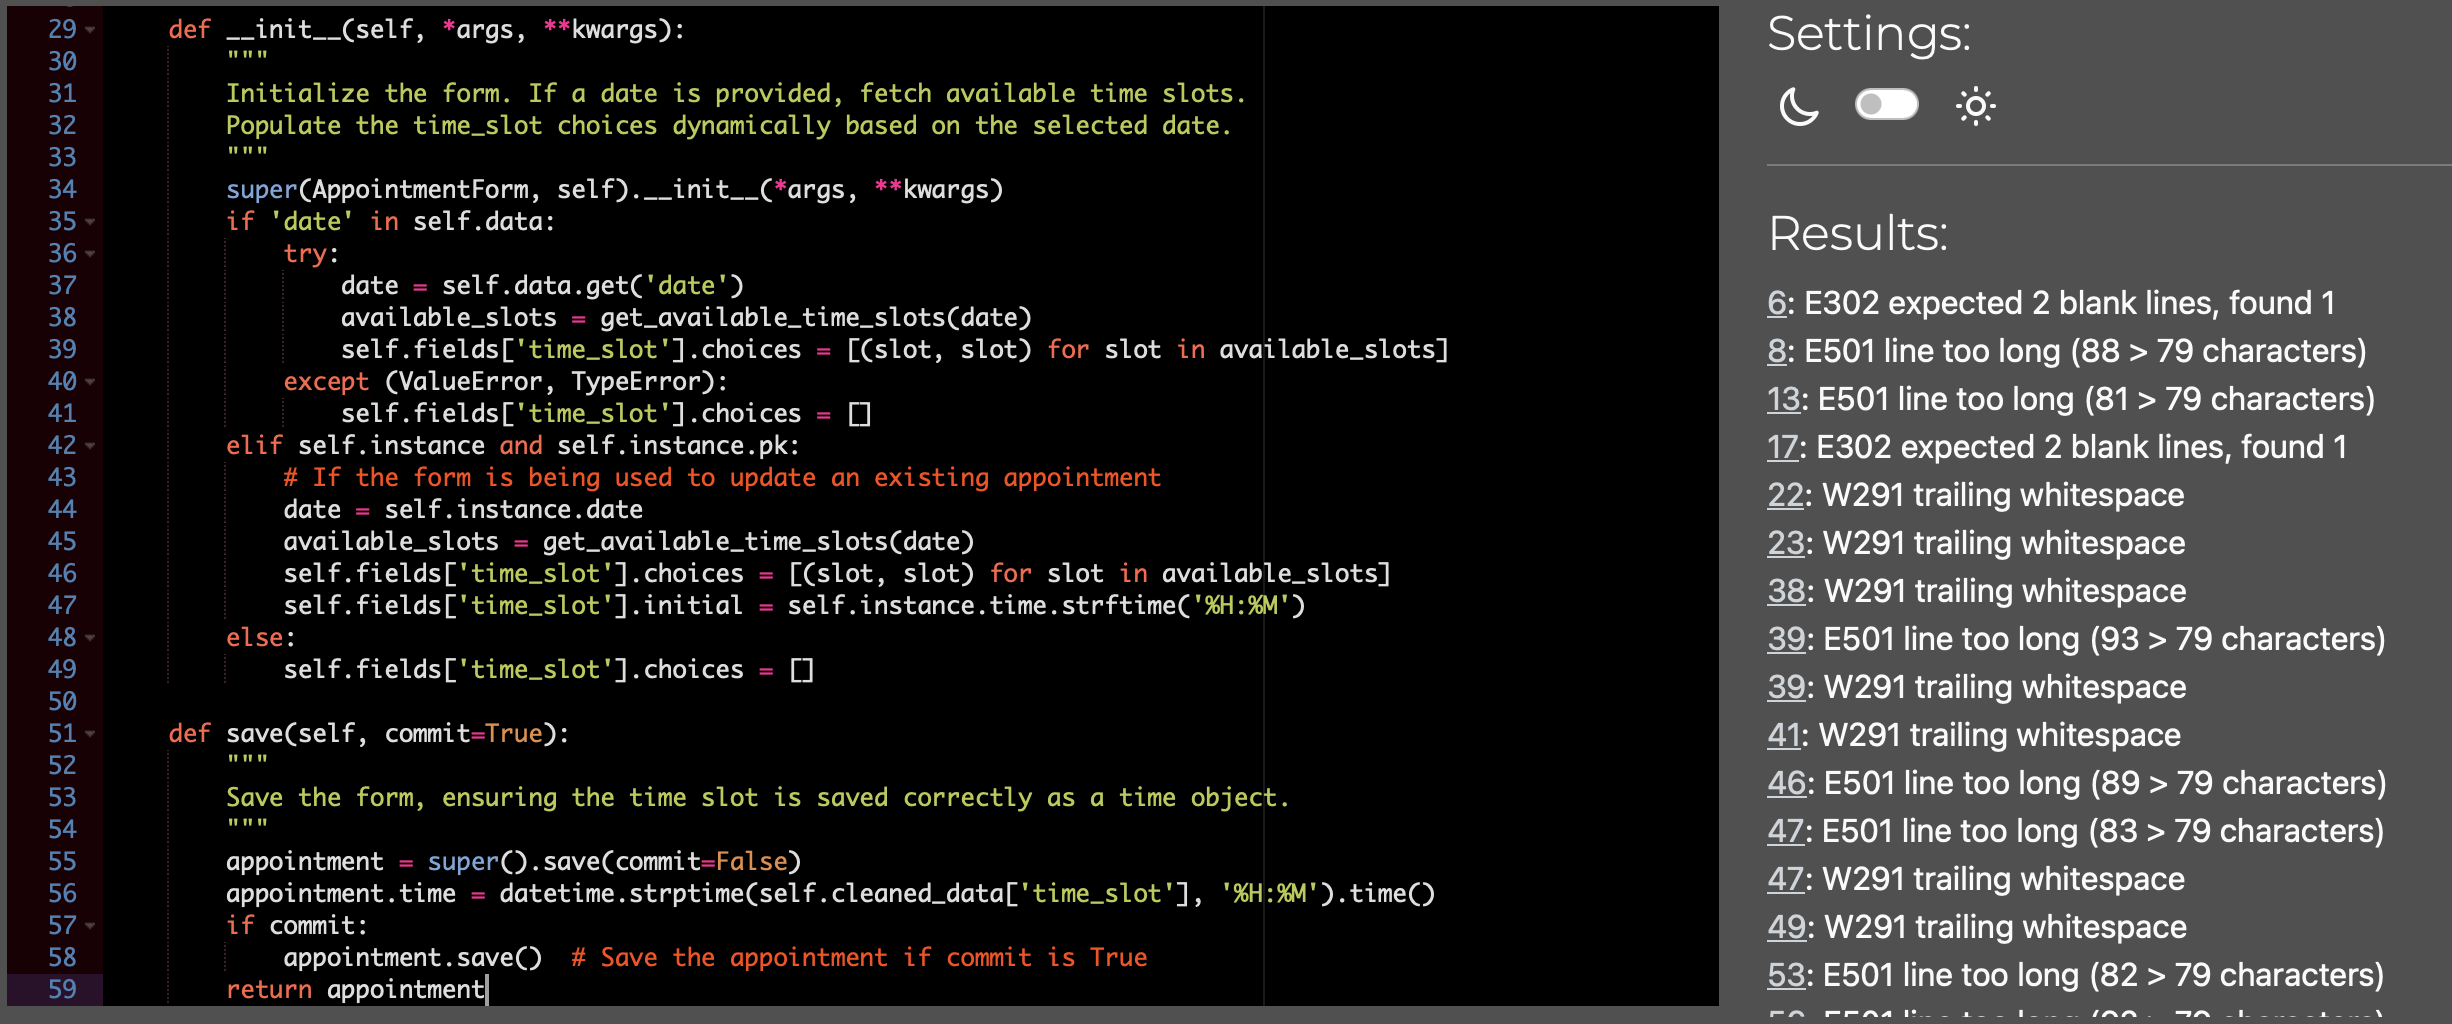 29 def __init__(self, *args, **kwargs):
30 """
31 Initialize the form. If a date is provided, fetch available time slots.
32 Populate the time_slot choices dynamically based on the selected date.
33 """
34 super(AppointmentForm, self).__init__(*args, **kwargs)
35 if 'date' in self.data:
36 try:
37 date = self.data.get('date')
38 available_slots = get_available_time_slots(date)
39 self.fields['time_slot'].choices = [(slot, slot) for slot in available_slots]
40 except (ValueError, TypeError):
41 self.fields['time_slot'].choices = []
42 elif self.instance and self.instance.pk:
43 # If the form is being used to update an existing appointment
44 date = self.instance.date
45 available_slots = get_available_time_slots(date)
46 self.fields['time_slot'].choices = [(slot, slot) for slot in available_slots]
47 self.fields['time_slot'].initial = self.instance.time.strftime('%H:%M')
48 else:
49 self.fields['time_slot'].choices = []
50
51 def save(self, commit=True):
52 """
53 Save the form, ensuring the time slot is saved correctly as a time object.
54 """
55 appointment = super().save(commit=False)
56 appointment.time = datetime.strptime(self.cleaned_data['time_slot'], '%H:%M').time()
57 if commit:
58 appointment.save()  # Save the appointment if commit is True
59 return appointment
Settings:
Results:
6: E302 expected 2 blank lines, found 1
8: E501 line too long (88 > 79 characters)
13: E501 line too long (81 > 79 characters)
17: E302 expected 2 blank lines, found 1
22: W291 trailing whitespace
23: W291 trailing whitespace
38: W291 trailing whitespace
39: E501 line too long (93 > 79 characters)
39: W291 trailing whitespace
41: W291 trailing whitespace
46: E501 line too long (89 > 79 characters)
47: E501 line too long (83 > 79 characters)
47: W291 trailing whitespace
49: W291 trailing whitespace
53: E501 line too long (82 > 79 characters)